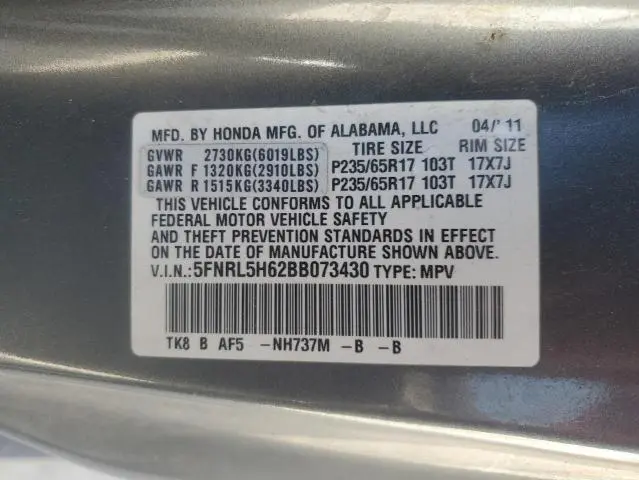 MFD. BY HONDA MFG. OF ALABAMA, LLC 04/'11
TIRE SIZE RIM SIZE
GVWR 2730KG(6019LBS)
GAWR F 1320KG(2910LBS) P235/65R17 103T 17X7J
GAWR R 1515KG(3340LBS) P235/65R17 103T 17X7J
THIS VEHICLE CONFORMS TO ALL APPLICABLE
FEDERAL MOTOR VEHICLE SAFETY
AND THEFT PREVENTION STANDARDS IN EFFECT
ON THE DATE OF MANUFACTURE SHOWN ABOVE.
V.I.N.:5FNRL5H62BB073430 TYPE: MPV
TK8 B AF5 -NH737M -B -B